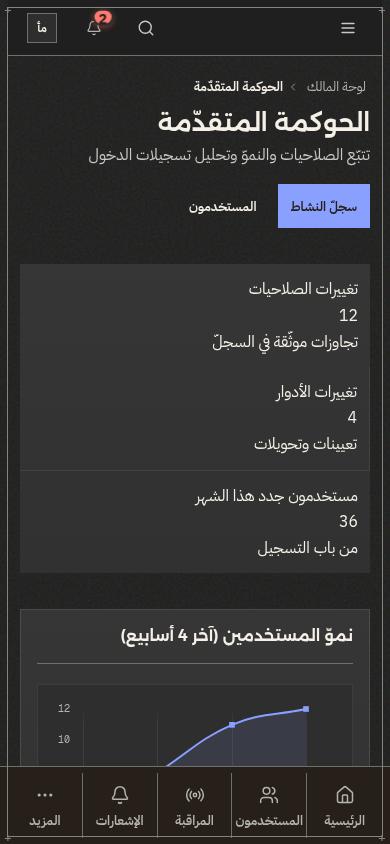 مأ
2
لوحة المالك > الحوكمة المتقدّمة
الحوكمة المتقدّمة
تتبّع الصلاحيات والنموّ وتحليل تسجيلات الدخول
سجلّ النشاط
المستخدمون
تغييرات الصلاحيات
12
تجاوزات موثّقة في السجلّ
تغييرات الأدوار
4
تعيينات وتحويلات
مستخدمون جدد هذا الشهر
36
من باب التسجيل
نموّ المستخدمين (آخر 4 أسابيع)
12
10
الرئيسية
المستخدمون
المراقبة
الإشعارات
المزيد